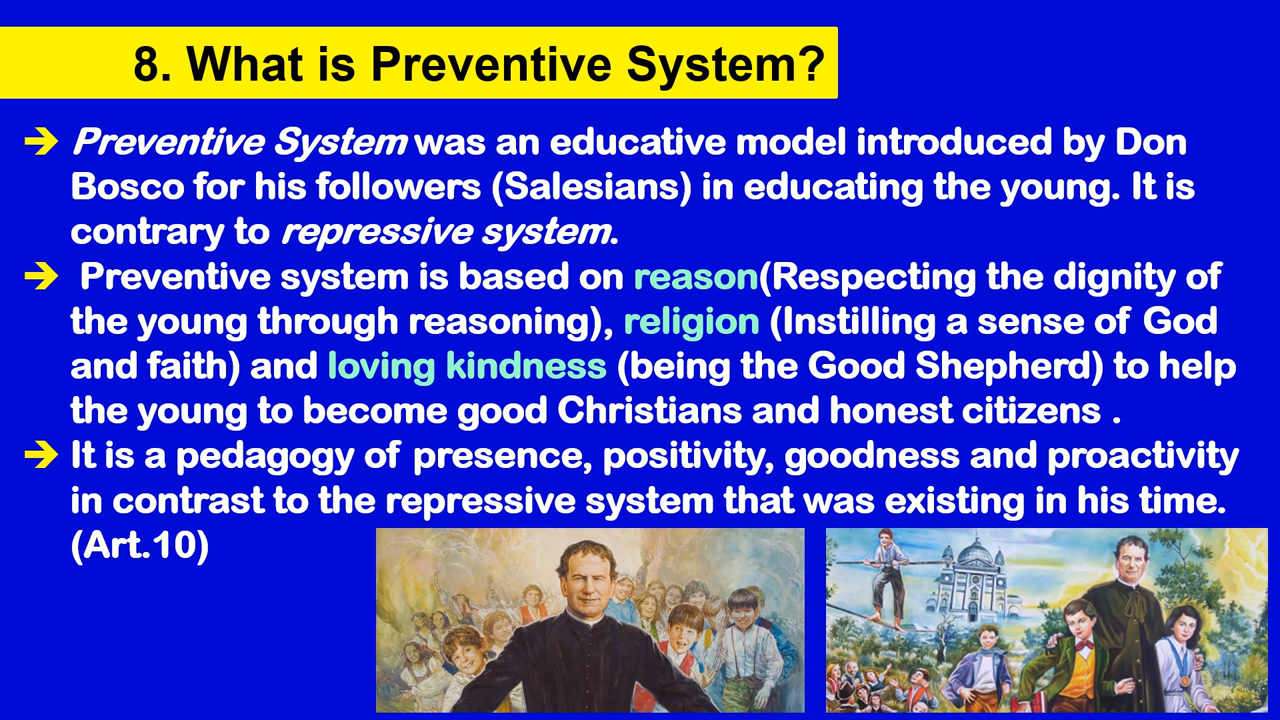 8. What is Preventive System?
➔ Preventive System was an educative model introduced by Don
Bosco for his followers (Salesians) in educating the young. It is
contrary to repressive system.
➔ Preventive system is based on reason(Respecting the dignity of
the young through reasoning), religion (Instilling a sense of God
and faith) and loving kindness (being the Good Shepherd) to help
the young to become good Christians and honest citizens .
➔ It is a pedagogy of presence, positivity, goodness and proactivity
in contrast to the repressive system that was existing in his time.
(Art.10)